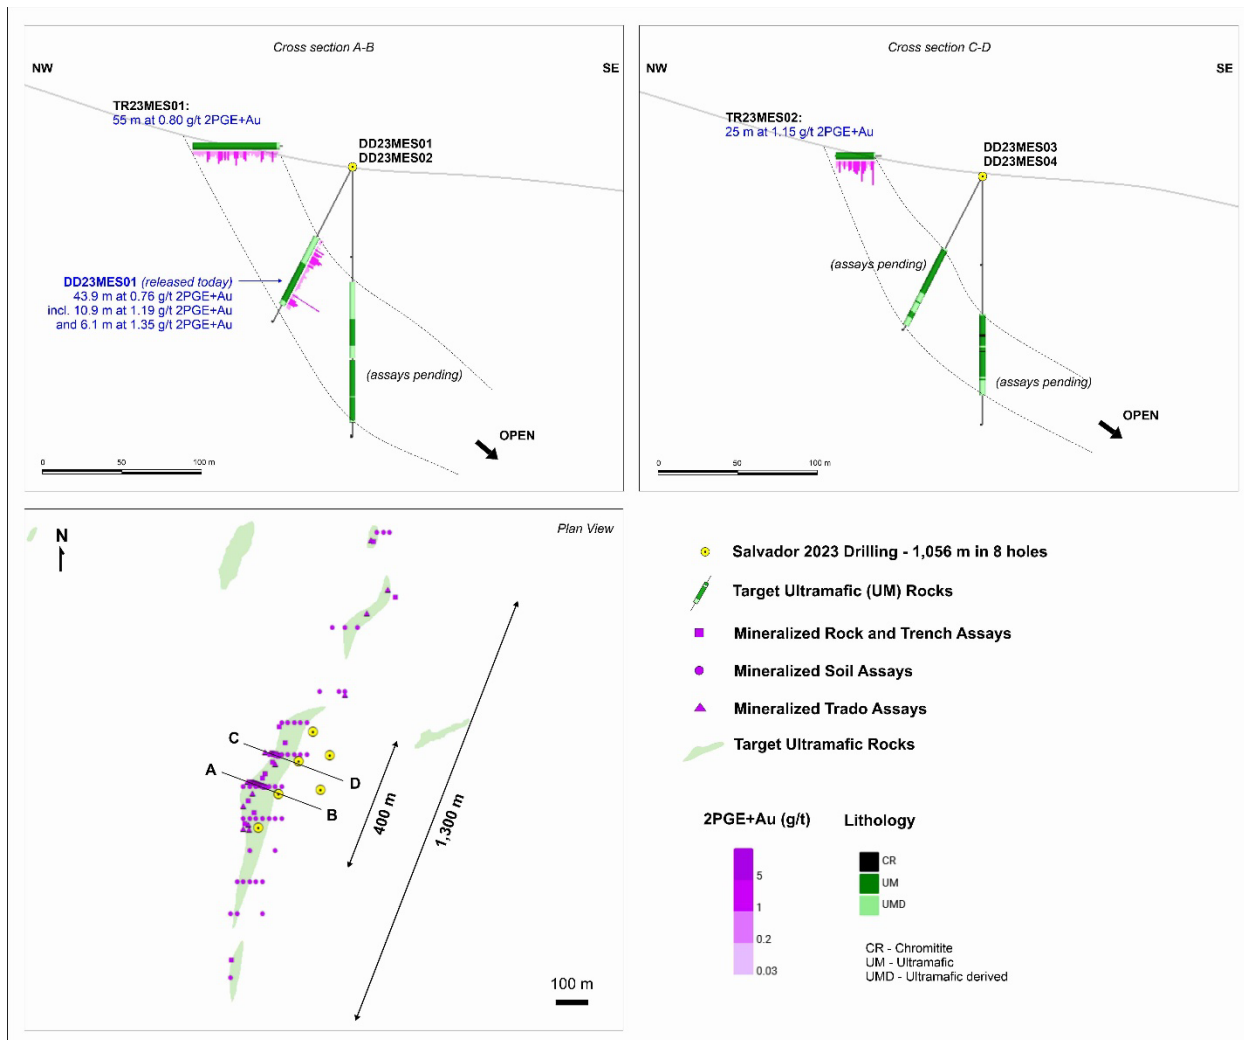 Cross section A-B
NW
SE
TR23MES01:
55 m at 0.80 g/t 2PGE+Au
DD23MES01
DD23MES02
DD23MES01 (released today)
43.9 m at 0.76 g/t 2PGE+Au
incl. 10.9 m at 1.19 g/t 2PGE+Au
and 6.1 m at 1.35 g/t 2PGE+Au
(assays pending)
OPEN
0 50 100 m
Cross section C-D
NW
SE
TR23MES02:
25 m at 1.15 g/t 2PGE+Au
DD23MES03
DD23MES04
(assays pending)
(assays pending)
OPEN
0 50 100 m
Plan View
N
C
A
D
B
400 m
1,300 m
100 m
Salvador 2023 Drilling - 1,056 m in 8 holes
Target Ultramafic (UM) Rocks
Mineralized Rock and Trench Assays
Mineralized Soil Assays
Mineralized Trado Assays
Target Ultramafic Rocks
2PGE+Au (g/t)
5
1
0.2
0.03
Lithology
CR
UM
UMD
CR - Chromitite
UM - Ultramafic
UMD - Ultramafic derived